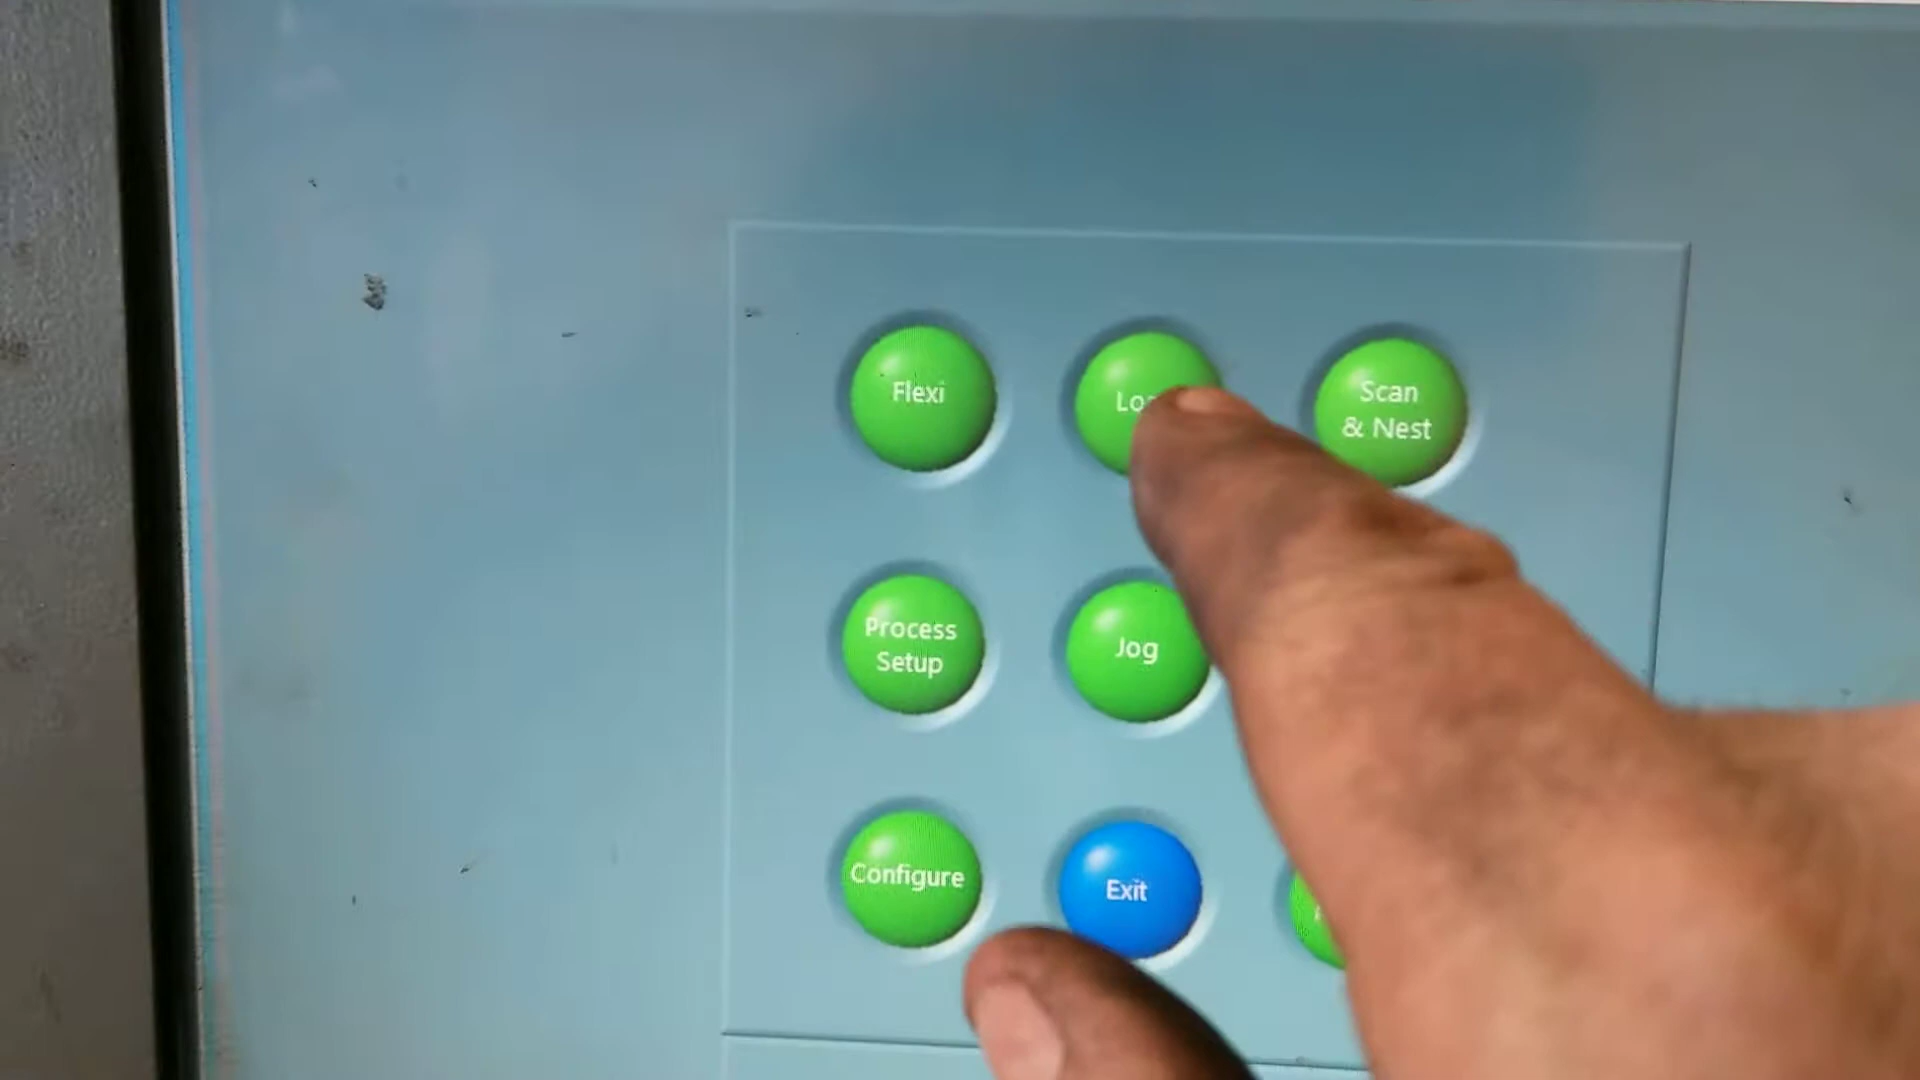 Flexi
Scan
& Nest
Process
Setup
Jog
Configure
Exit